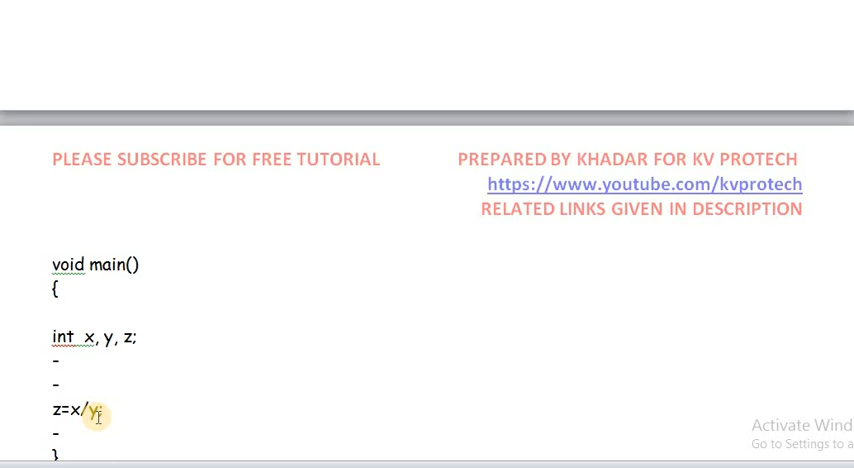 PLEASE SUBSCRIBE FOR FREE TUTORIAL
PREPARED BY KHADAR FOR KV PROTECH
https://www.youtube.com/kvprotech
RELATED LINKS GIVEN IN DESCRIPTION
void main()
{
int x, y, z;
-
-
z=x/y;
-
}
Activate Wind
Go to Settings to a